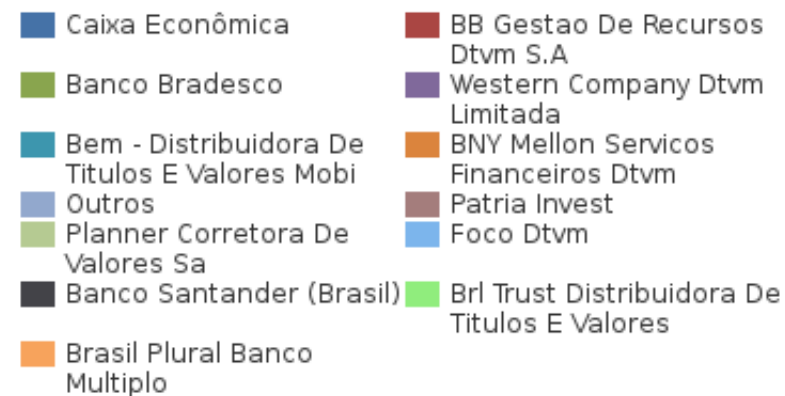 Caixa Econômica
BB Gestao De Recursos
Dtvm S.A
Banco Bradesco
Western Company Dtvm
Limitada
Bem - Distribuidora De
Titulos E Valores Mobi
BNY Mellon Servicos
Financeiros Dtvm
Outros
Patria Invest
Planner Corretora De
Valores Sa
Foco Dtvm
Banco Santander (Brasil)
Brl Trust Distribuidora De
Titulos E Valores
Brasil Plural Banco
Multiplo